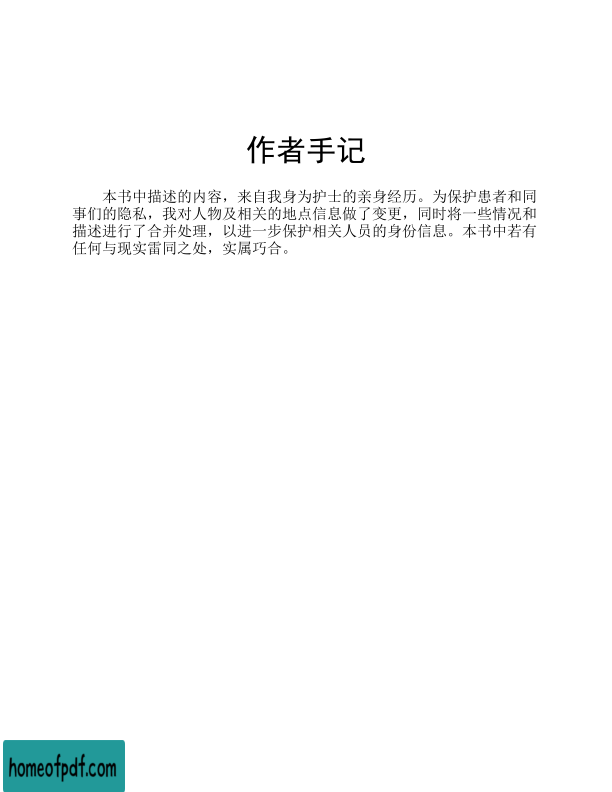 作者手记
本书中描述的内容，来自我身为护士的亲身经历。为保护患者和同
事们的隐私，我对人物及相关的地点信息做了变更，同时将一些情况和
描述进行了合并处理，以进一步保护相关人员的身份信息。本书中若有
任何与现实雷同之处，实属巧合。
homeofpdf.com